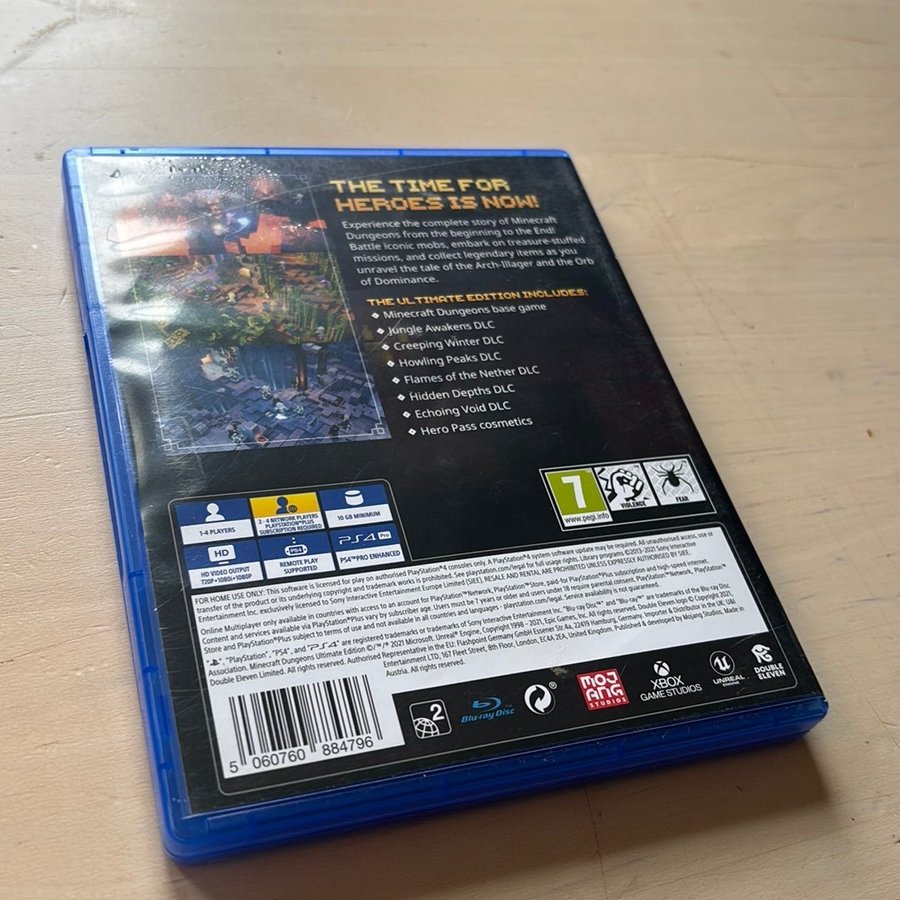 THE TIME FOR
HEROES IS NOW!
Experience the complete story of Minecraft
Dungeons from the beginning to the End!
Battle iconic mobs, embark on treasure-stuffed
missions, and collect legendary items as you
unravel the tale of the Arch-Illager and the Orb
of Dominance.
THE ULTIMATE EDITION INCLUDES:
Minecraft Dungeons base game
Jungle Awakens DLC
Creeping Winter DLC
Howling Peaks DLC
Flames of the Nether DLC
Hidden Depths DLC
Echoing Void DLC
Hero Pass cosmetics
7
www.pegi.info
VIOLENCE
FEAR
1-4 PLAYERS
2 - 4 NETWORK PLAYERS
PLAYSTATION®PLUS
SUBSCRIPTION REQUIRED
10 GB MINIMUM
HD
HD VIDEO OUTPUT
720P•1080i•1080P
PS4
REMOTE PLAY
SUPPORTED
PS4 Pro
PS4™PRO ENHANCED
FOR HOME USE ONLY: This software is licensed for play on authorised PlayStation®4 consoles only. A PlayStation®4 system software update may be required. All unauthorised access, use or
transfer of the product or its underlying copyright and trademark works is prohibited. See playstation.com/legal for full usage rights. Library programs ©2013-2021 Sony Interactive
Entertainment Inc. exclusively licensed to Sony Interactive Entertainment Europe Limited (SIEE). RESALE AND RENTAL ARE PROHIBITED UNLESS EXPRESSLY AUTHORISED BY SIEE.
Online Multiplayer only available in countries with access to an account for PlayStation™Network, PlayStation™Store, paid for PlayStation®Plus subscription and high-speed internet.
Content and services available via PlayStation®Plus vary by subscriber age. Users must be 7 years or older and users under 18 require parental consent. PlayStation™Network, PlayStation™
Store and PlayStation®Plus subject to terms of use and not available in all countries and languages - playstation.com/legal. Service availability is not guaranteed.
"PlayStation", "PS4", and "PS4" are registered trademarks or trademarks of Sony Interactive Entertainment Inc. "Blu-ray Disc™" and "Blu-ray™" are trademarks of the Blu-ray Disc
Association. Minecraft Dungeons Ultimate Edition ©/™/® 2021 Microsoft. Unreal® Engine, Copyright 1998 - 2021, Epic Games, Inc. All rights reserved. Double Eleven logo © Copyright 2021,
Double Eleven Limited. All rights reserved. Authorised Representative in the EU: Flashpoint Germany GmbH Essener Str 4a, 22419 Hamburg, Germany. Importer & Distributor in the UK: U&I
Entertainment LTD, 167 Fleet Street, 8th Floor, London, EC4A 2EA, United Kingdom. Published & developed by Mojang Studios. Made in
Austria. All rights reserved.
5 060760 884796
2
Blu-ray Disc™
®
MOJANG
STUDIOS
XBOX
GAME STUDIOS
UNREAL
ENGINE
DOUBLE
ELEVEN